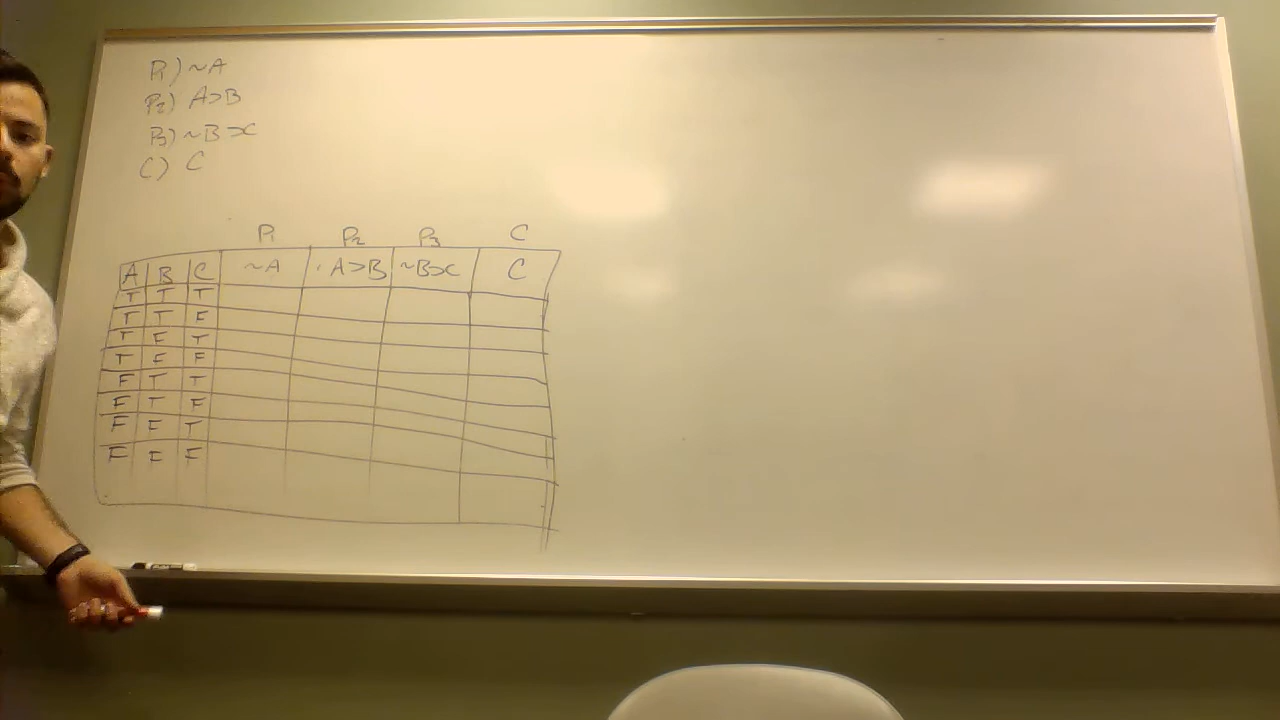 P1) ~A
P2) A>B
P3) ~B>C
C) C
P1 P2 P3 C
A B C ~A A>B ~B>C C
T T T
T T F
T F T
T F F
F T T
F T F
F F T
F F F